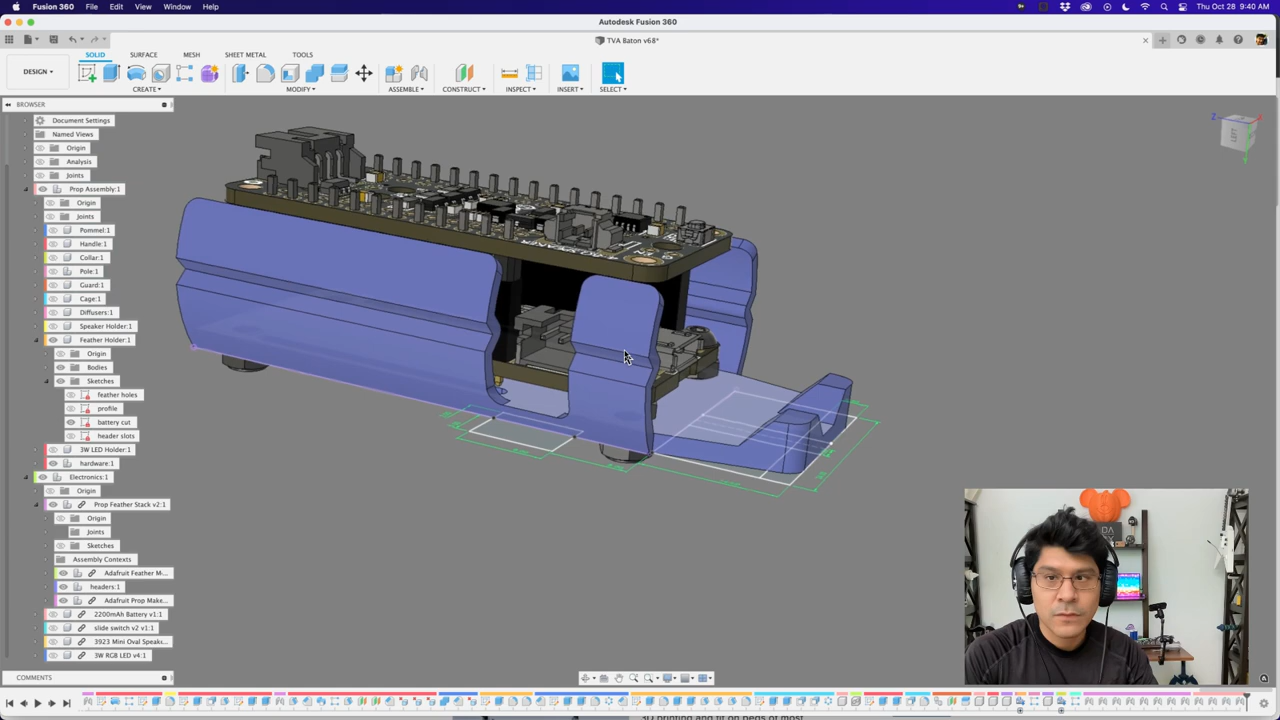 Fusion 360 File Edit View Window Help
Thu Oct 28 9:40 AM
Autodesk Fusion 360
TVA Baton v68*
SOLID SURFACE MESH SHEET METAL TOOLS
DESIGN
CREATE MODIFY ASSEMBLE CONSTRUCT INSPECT INSERT SELECT
BROWSER
Document Settings
Named Views
Origin
Analysis
Joints
Prop Assembly:1
Origin
Joints
Pommel:1
Handle:1
Collar:1
Pole:1
Guard:1
Cage:1
Diffusers:1
Speaker Holder:1
Feather Holder:1
Origin
Bodies
Sketches
feather holes
profile
battery cut
header slots
3W LED Holder:1
hardware:1
Electronics:1
Origin
Prop Feather Stack v2:1
Origin
Joints
Sketches
Assembly Contexts
Adafruit Feather M-...
headers:1
Adafruit Prop Make...
2200mAh Battery v1:1
slide switch v2 v1:1
3923 Mini Oval Speak...
3W RGB LED v4:1
COMMENTS
Z
LEFT